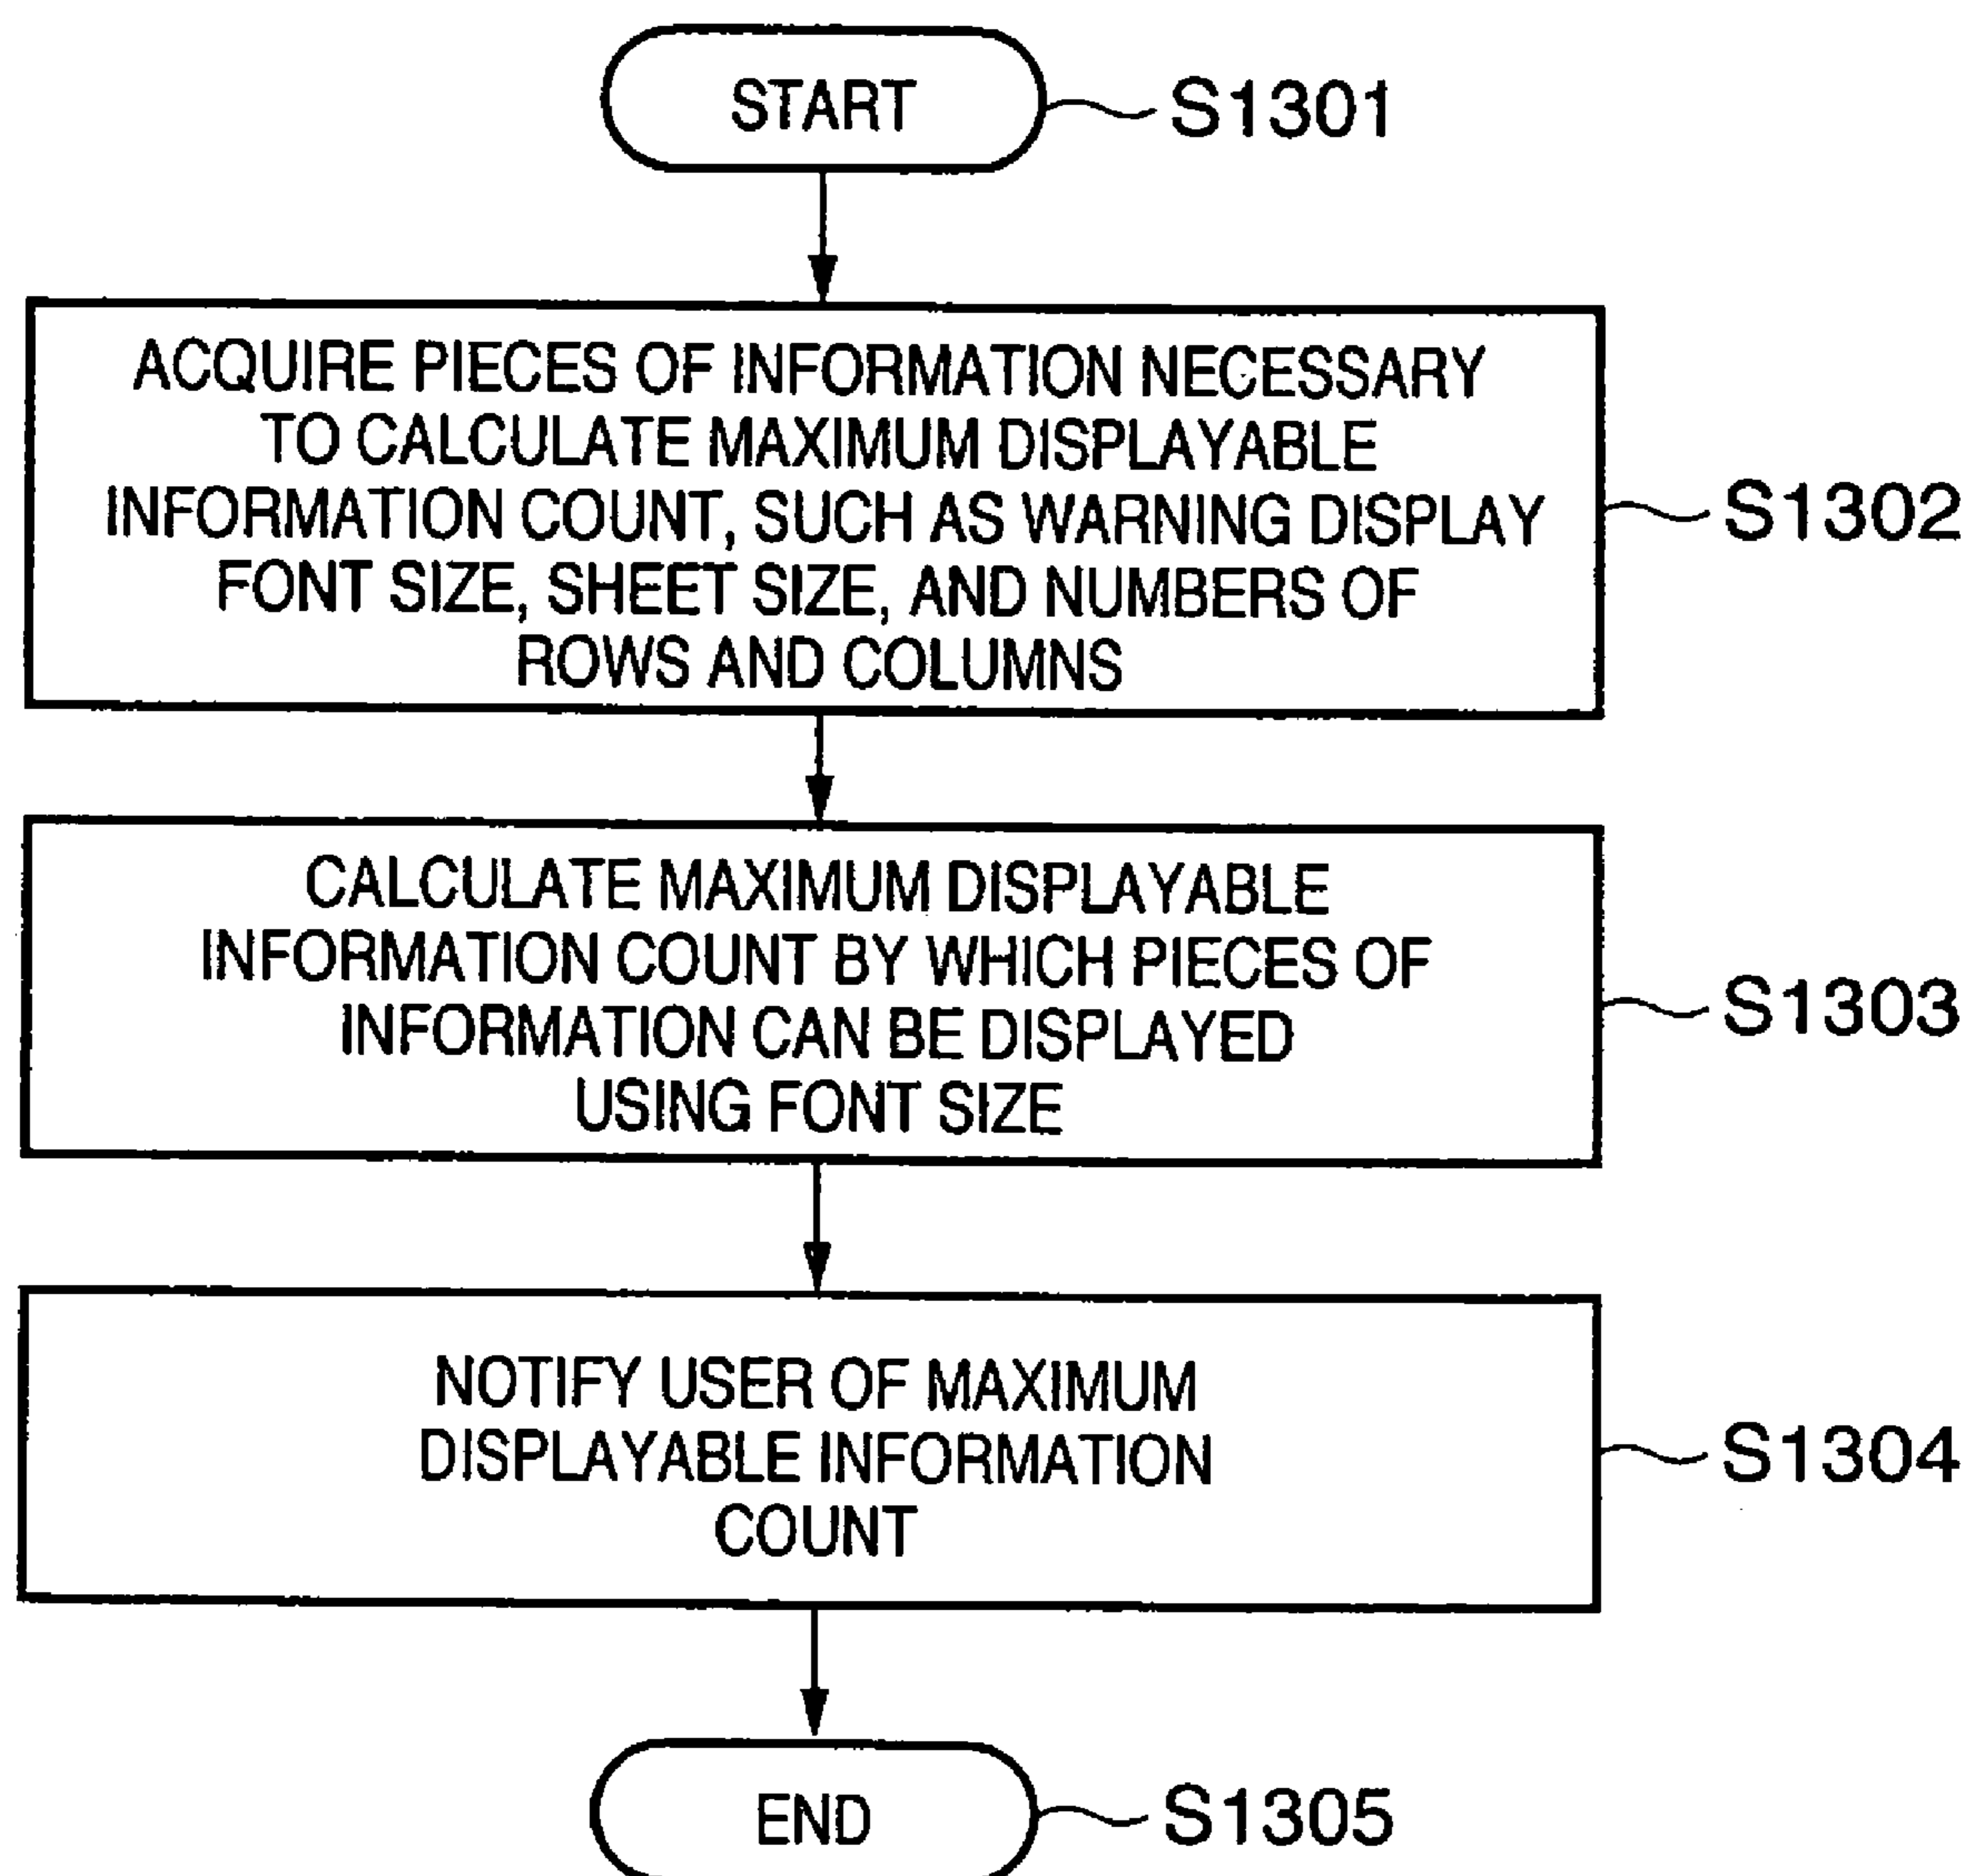 START
S1301
ACQUIRE PIECES OF INFORMATION NECESSARY
TO CALCULATE MAXIMUM DISPLAYABLE
INFORMATION COUNT, SUCH AS WARNING DISPLAY
FONT SIZE, SHEET SIZE, AND NUMBERS OF
ROWS AND COLUMNS
S1302
CALCULATE MAXIMUM DISPLAYABLE
INFORMATION COUNT BY WHICH PIECES OF
INFORMATION CAN BE DISPLAYED
USING FONT SIZE
S1303
NOTIFY USER OF MAXIMUM
DISPLAYABLE INFORMATION
COUNT
S1304
END
S1305